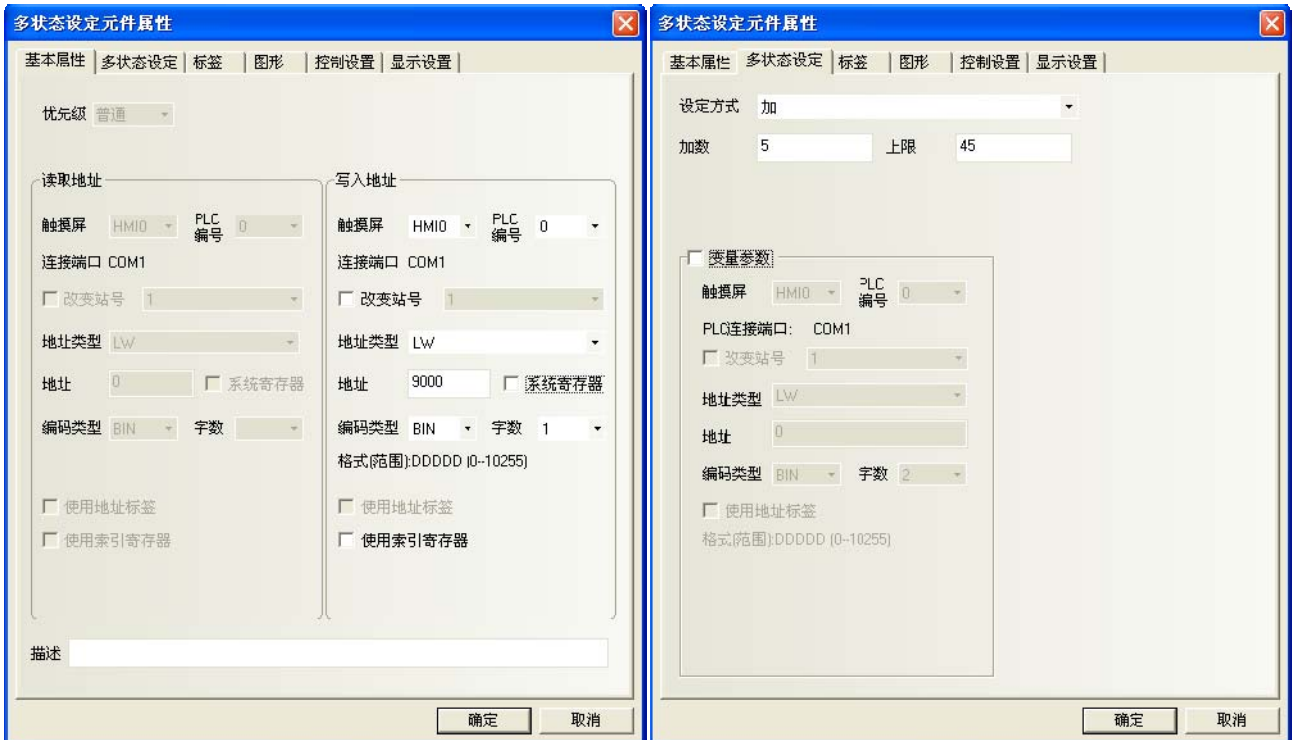 多状态设定元件属性
基本属性 多状态设定 标签 图形 控制设置 显示设置
优先级 普通
读取地址
触摸屏 HMI0 PLC编号 0
连接端口 COM1
改变站号 1
地址类型 LW
地址 0 系统寄存器
编码类型 BIN 字数
使用地址标签
使用索引寄存器
写入地址
触摸屏 HMI0 PLC编号 0
连接端口 COM1
改变站号 1
地址类型 LW
地址 9000 系统寄存器
编码类型 BIN 字数 1
格式(范围):DDDDD (0--10255)
使用地址标签
使用索引寄存器
描述
确定 取消
多状态设定元件属性
基本属性 多状态设定 标签 图形 控制设置 显示设置
设定方式 加
加数 5 上限 45
变量参数
触摸屏 HMI0 PLC编号 0
PLC连接端口: COM1
改变站号 1
地址类型 LW
地址 0
编码类型 BIN 字数 2
使用地址标签
格式(范围):DDDDD (0--10255)
确定 取消